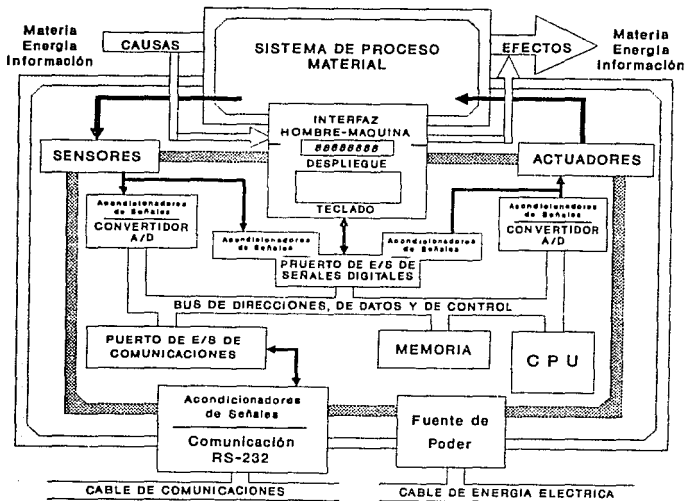 Materia
Energia
Información
CAUSAS
SISTEMA DE PROCESO
MATERIAL
EFECTOS
Materia
Energia
Información
INTERFAZ
HOMBRE-MAQUINA
88888888
DESPLIEGUE
TECLADO
SENSORES
ACTUADORES
Acondicionadores
de Señales
CONVERTIDOR
A/D
Acondicionadores
de Señales
Acondicionadores
de Señales
Acondicionadores
de Señales
CONVERTIDOR
A/D
PRUERTO DE E/S DE
SEÑALES DIGITALES
BUS DE DIRECCIONES, DE DATOS Y DE CONTROL
PUERTO DE E/S DE
COMUNICACIONES
MEMORIA
CPU
Acondicionadores
de Señales
Comunicación
RS-232
Fuente de
Poder
CABLE DE COMUNICACIONES
CABLE DE ENERGIA ELECTRICA